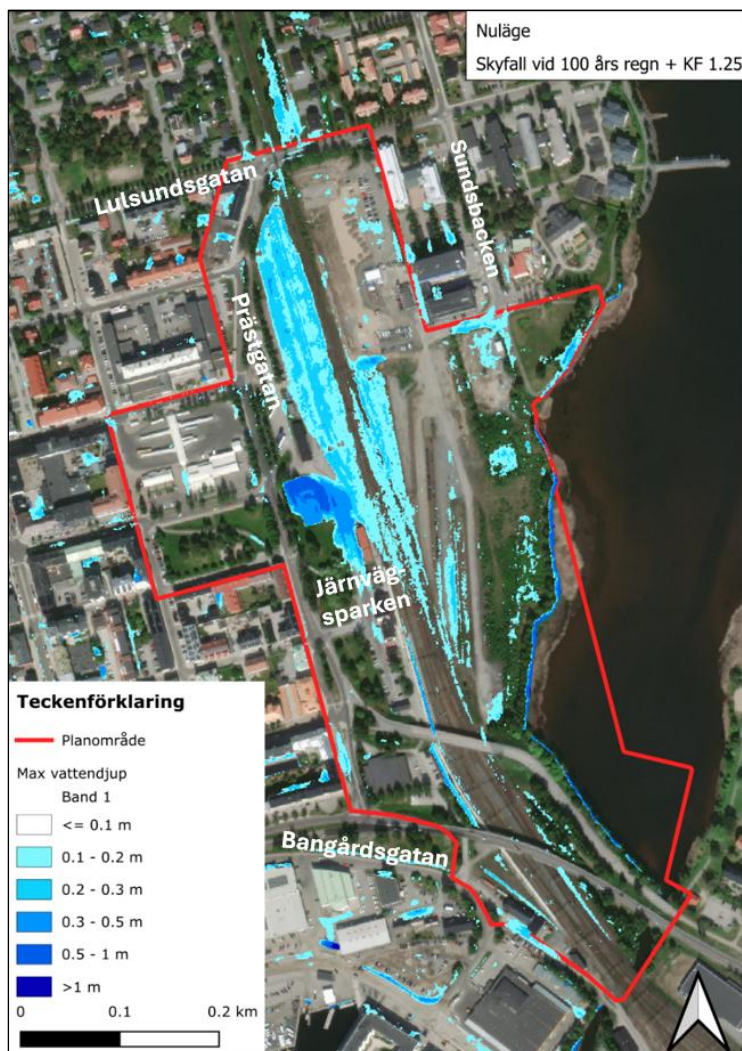 Nuläge
Skyfall vid 100 års regn + KF 1.25
Lulsundsgatan
Sundsbacken
Prästgatan
Järnväg-
sparken
Bangårdsgatan
Teckenförklaring
Planområde
Max vattendjup
Band 1
<= 0.1 m
0.1 - 0.2 m
0.2 - 0.3 m
0.3 - 0.5 m
0.5 - 1 m
>1 m
0 0.1 0.2 km